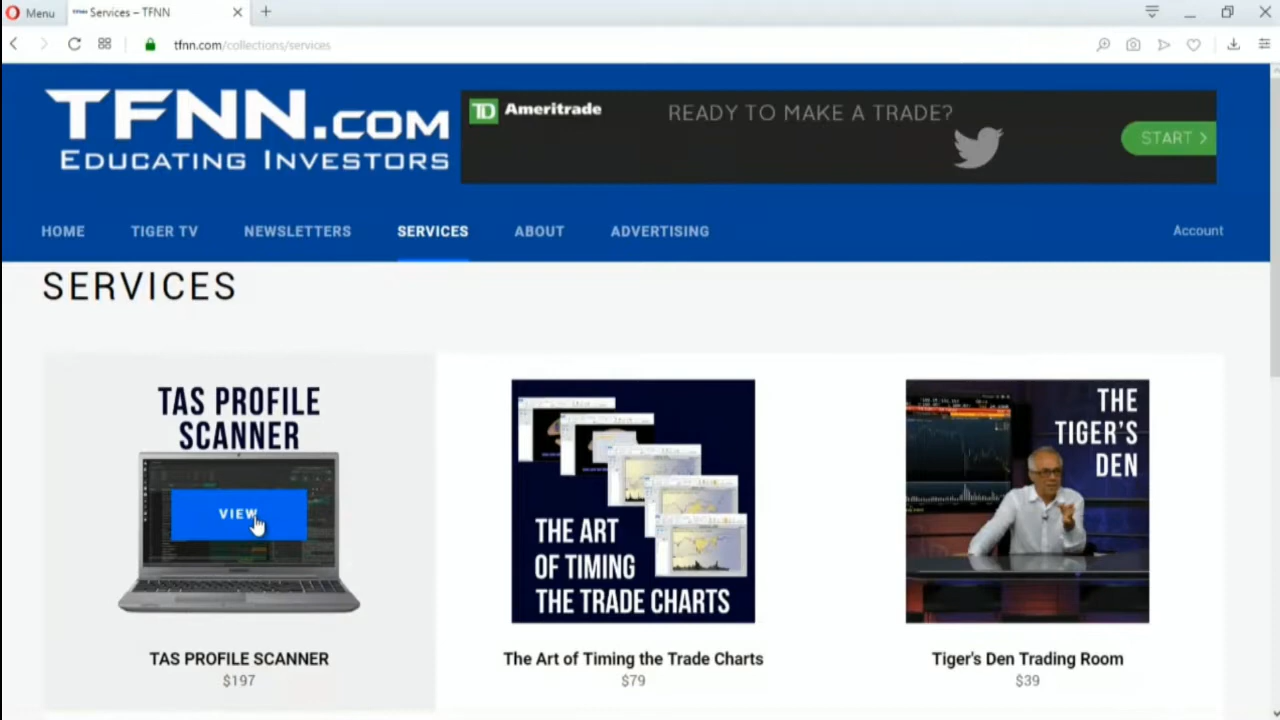 Menu
Services – TFNN
tfnn.com/collections/services
TFNN.COM
EDUCATING INVESTORS
TD Ameritrade
READY TO MAKE A TRADE?
START >
HOME
TIGER TV
NEWSLETTERS
SERVICES
ABOUT
ADVERTISING
Account
SERVICES
TAS PROFILE
SCANNER
VIEW
THE ART
OF TIMING
THE TRADE CHARTS
THE
TIGER'S
DEN
TAS PROFILE SCANNER
$197
The Art of Timing the Trade Charts
$79
Tiger's Den Trading Room
$39